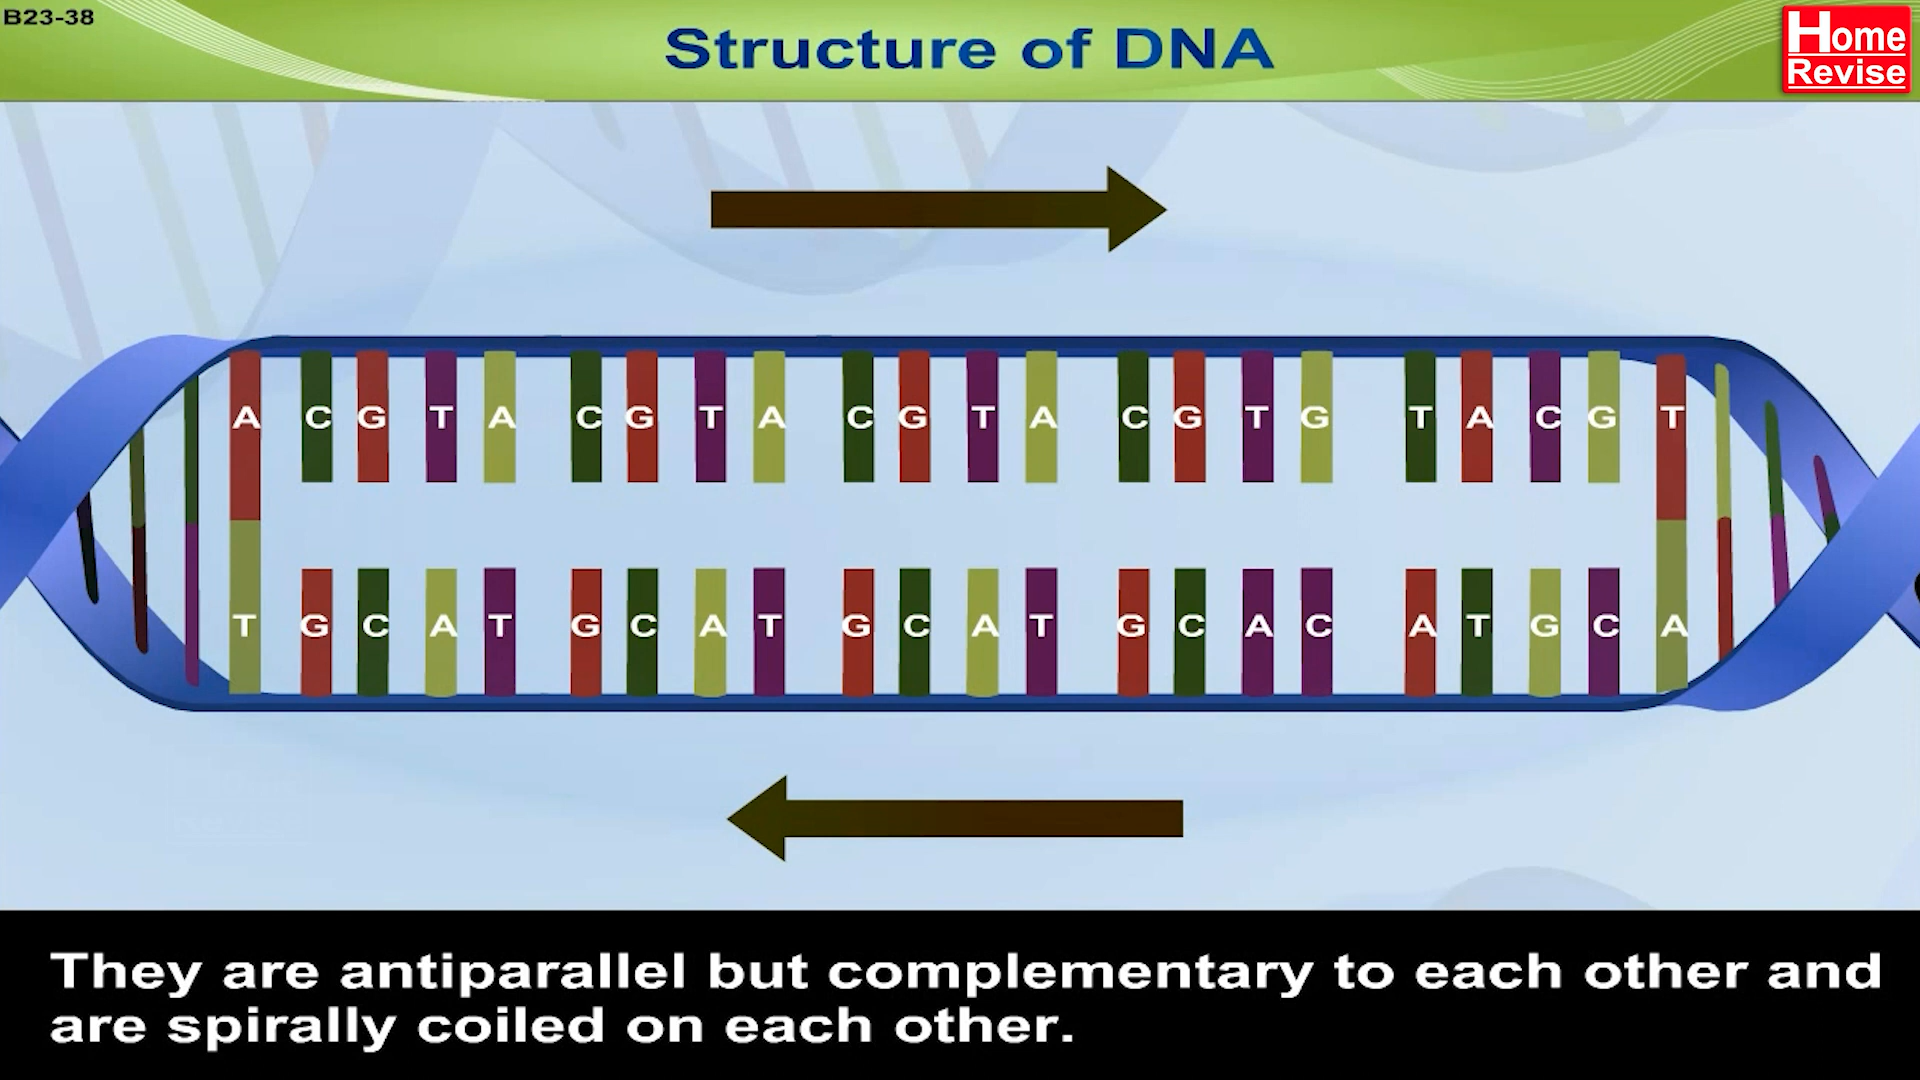 B23-38
Structure of DNA
Home
Revise
A C G T A C G T A C G T A C G T G T A C G T
T G C A T G C A T G C A T G C A C A T G C A
They are antiparallel but complementary to each other and
are spirally coiled on each other.